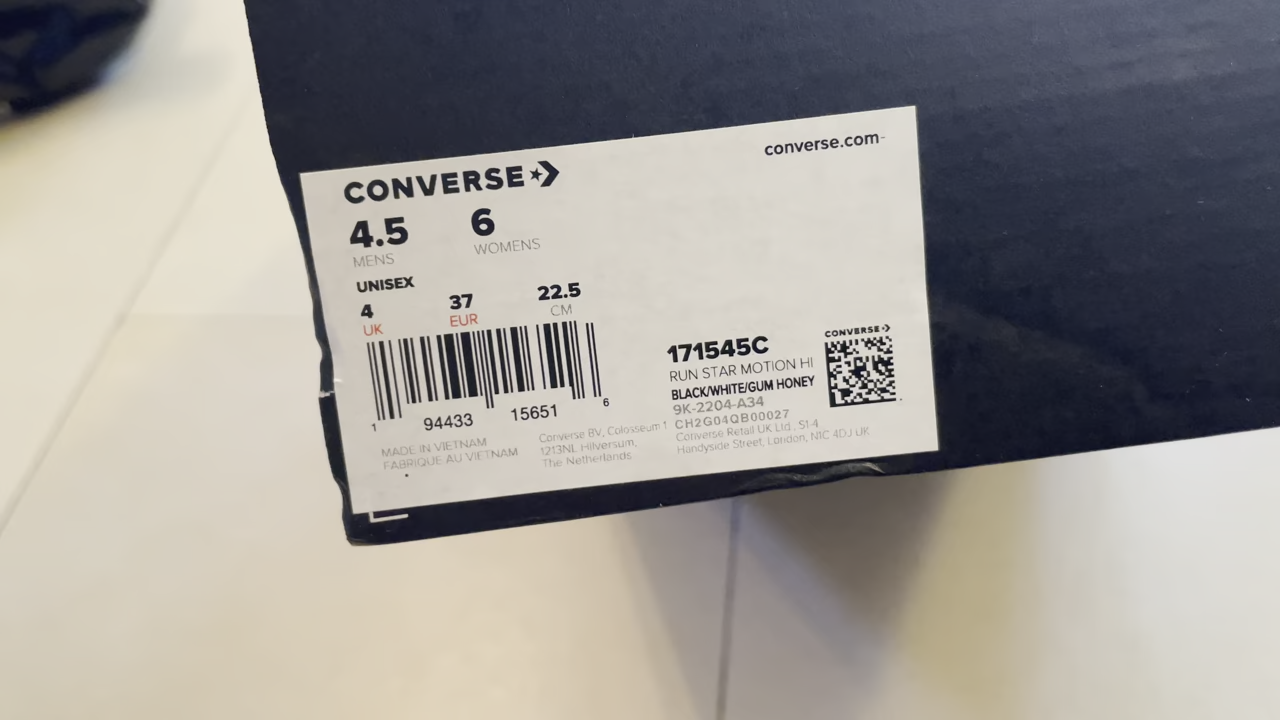 converse.com
CONVERSE
4.5 6
MENS WOMENS
UNISEX
4 37 22.5
UK EUR CM
1 94433 15651 6
MADE IN VIETNAM
FABRIQUE AU VIETNAM
Converse BV, Colosseum 1
1213NL Hilversum,
The Netherlands
171545C
RUN STAR MOTION HI
BLACK/WHITE/GUM HONEY
9K-2204-A34
CH2G04QB00027
Converse Retail UK Ltd., S1-4
Handyside Street, London, N1C 4DJ UK
CONVERSE